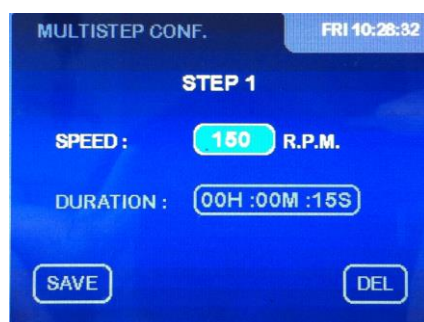 MULTISTEP CONF. FRI 10:28:32
STEP 1
SPEED : 150 R.P.M.
DURATION : 00H :00M :15S
SAVE DEL